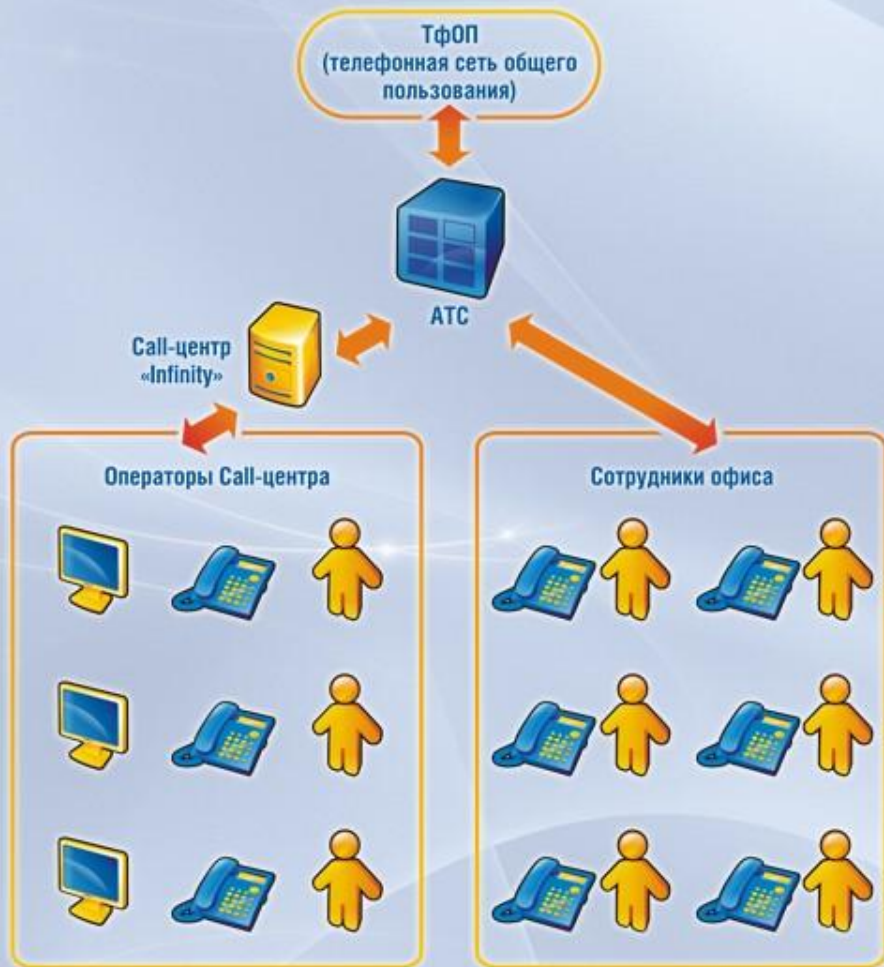 ТфОП
(телефонная сеть общего
пользования)
АТС
Call-центр
«Infinity»
Операторы Call-центра
Сотрудники офиса